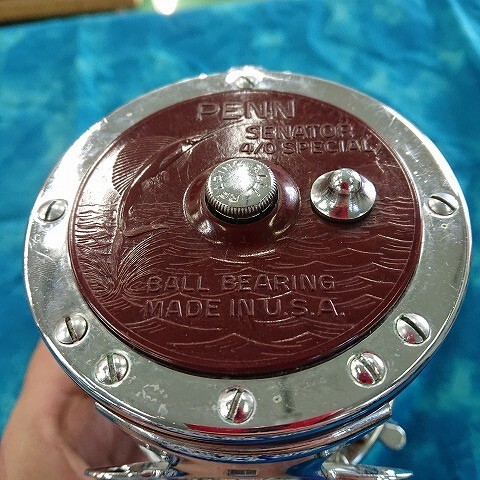 PENN
SENATOR
4/0 SPECIAL
BALL BEARING
MADE IN U.S.A.